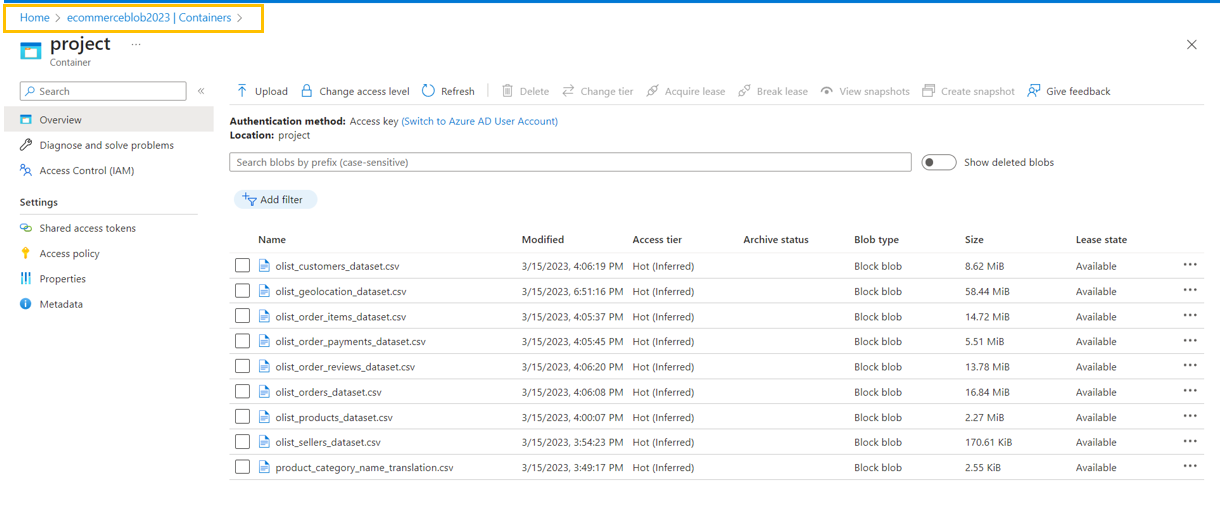 Home > ecommerceblob2023 | Containers >
project ...
Container
Search «
Upload Change access level Refresh Delete Change tier Acquire lease Break lease View snapshots Create snapshot Give feedback
Overview
Diagnose and solve problems
Access Control (IAM)
Settings
Shared access tokens
Access policy
Properties
Metadata
Authentication method: Access key (Switch to Azure AD User Account)
Location: project
Search blobs by prefix (case-sensitive) Show deleted blobs
Add filter
Name Modified Access tier Archive status Blob type Size Lease state
olist_customers_dataset.csv 3/15/2023, 4:06:19 PM Hot (Inferred) Block blob 8.62 MiB Available ...
olist_geolocation_dataset.csv 3/15/2023, 6:51:16 PM Hot (Inferred) Block blob 58.44 MiB Available ...
olist_order_items_dataset.csv 3/15/2023, 4:05:37 PM Hot (Inferred) Block blob 14.72 MiB Available ...
olist_order_payments_dataset.csv 3/15/2023, 4:05:45 PM Hot (Inferred) Block blob 5.51 MiB Available ...
olist_order_reviews_dataset.csv 3/15/2023, 4:06:20 PM Hot (Inferred) Block blob 13.78 MiB Available ...
olist_orders_dataset.csv 3/15/2023, 4:06:08 PM Hot (Inferred) Block blob 16.84 MiB Available ...
olist_products_dataset.csv 3/15/2023, 4:00:07 PM Hot (Inferred) Block blob 2.27 MiB Available ...
olist_sellers_dataset.csv 3/15/2023, 3:54:23 PM Hot (Inferred) Block blob 170.61 KiB Available ...
product_category_name_translation.csv 3/15/2023, 3:49:17 PM Hot (Inferred) Block blob 2.55 KiB Available ...